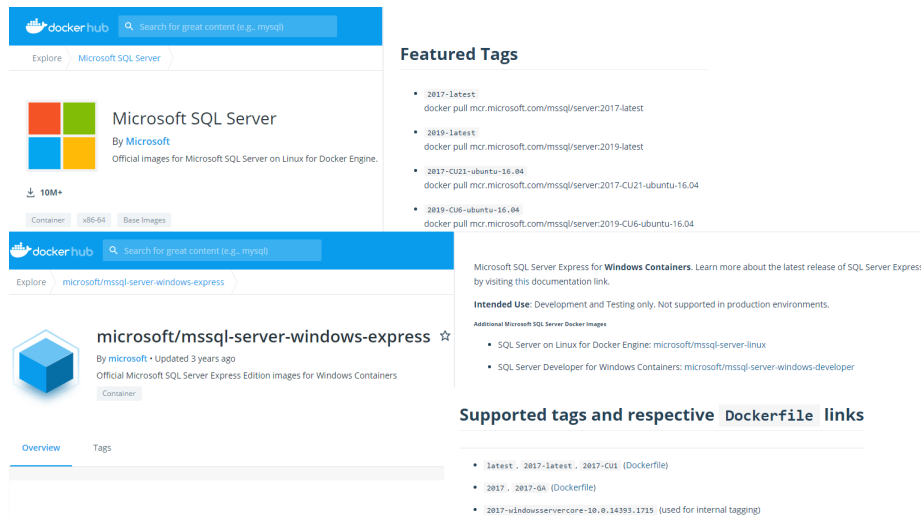 dockerhub
Search for great content (e.g., mysql)
Explore
Microsoft SQL Server
Microsoft SQL Server
By Microsoft
Official images for Microsoft SQL Server on Linux for Docker Engine.
10M+
Container
x86-64
Base Images
Featured Tags
• 2017-latest
docker pull mcr.microsoft.com/mssql/server:2017-latest
• 2019-latest
docker pull mcr.microsoft.com/mssql/server:2019-latest
• 2017-CU21-ubuntu-16.04
docker pull mcr.microsoft.com/mssql/server:2017-CU21-ubuntu-16.04
• 2019-CU6-ubuntu-16.04
docker pull mcr.microsoft.com/mssql/server:2019-CU6-ubuntu-16.04
dockerhub
Search for great content (e.g., mysql)
Explore
microsoft/mssql-server-windows-express
microsoft/mssql-server-windows-express
By microsoft • Updated 3 years ago
Official Microsoft SQL Server Express Edition images for Windows Containers
Container
Overview
Tags
Microsoft SQL Server Express for Windows Containers. Learn more about the latest release of SQL Server Express
by visiting this documentation link.
Intended Use: Development and Testing only. Not supported in production environments.
Additional Microsoft SQL Server Docker Images
• SQL Server on Linux for Docker Engine: microsoft/mssql-server-linux
• SQL Server Developer for Windows Containers: microsoft/mssql-server-windows-developer
Supported tags and respective Dockerfile links
• latest, 2017-latest, 2017-CU1 (Dockerfile)
• 2017, 2017-GA (Dockerfile)
• 2017-windowsservercore-10.0.14393.1715 (used for internal tagging)